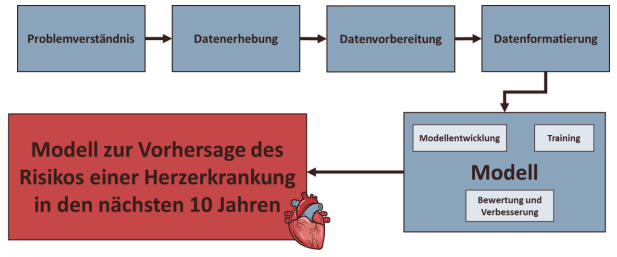 Problemverständnis
Datenerhebung
Datenvorbereitung
Datenformatierung
Modellentwicklung
Training
Modell
Bewertung und
Verbesserung
Modell zur Vorhersage des
Risikos einer Herzerkrankung
in den nächsten 10 Jahren